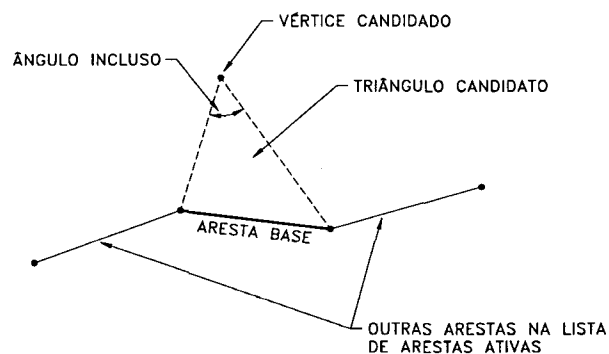 VÉRTICE CANDIDADO
ÂNGULO INCLUSO
TRIÂNGULO CANDIDATO
ARESTA BASE
OUTRAS ARESTAS NA LISTA
DE ARESTAS ATIVAS